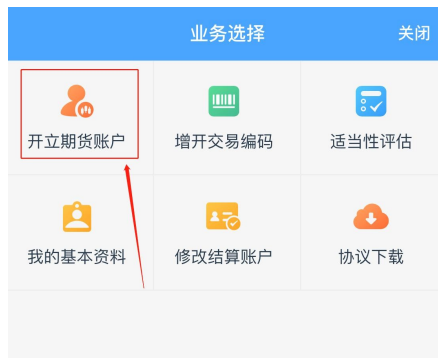 业务选择 关闭
开立期货账户 增开交易编码 适当性评估
我的基本资料 修改结算账户 协议下载